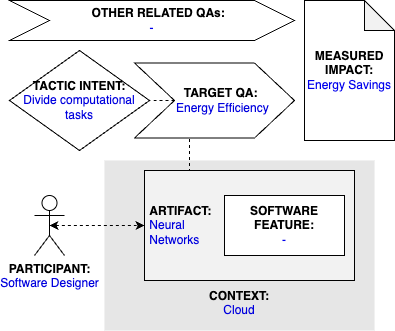 OTHER RELATED QAs:
-
MEASURED
IMPACT:
Energy Savings
TACTIC INTENT:
Divide computational
tasks
TARGET QA:
Energy Efficiency
ARTIFACT:
Neural
Networks
SOFTWARE
FEATURE:
-
PARTICIPANT:
Software Designer
CONTEXT:
Cloud